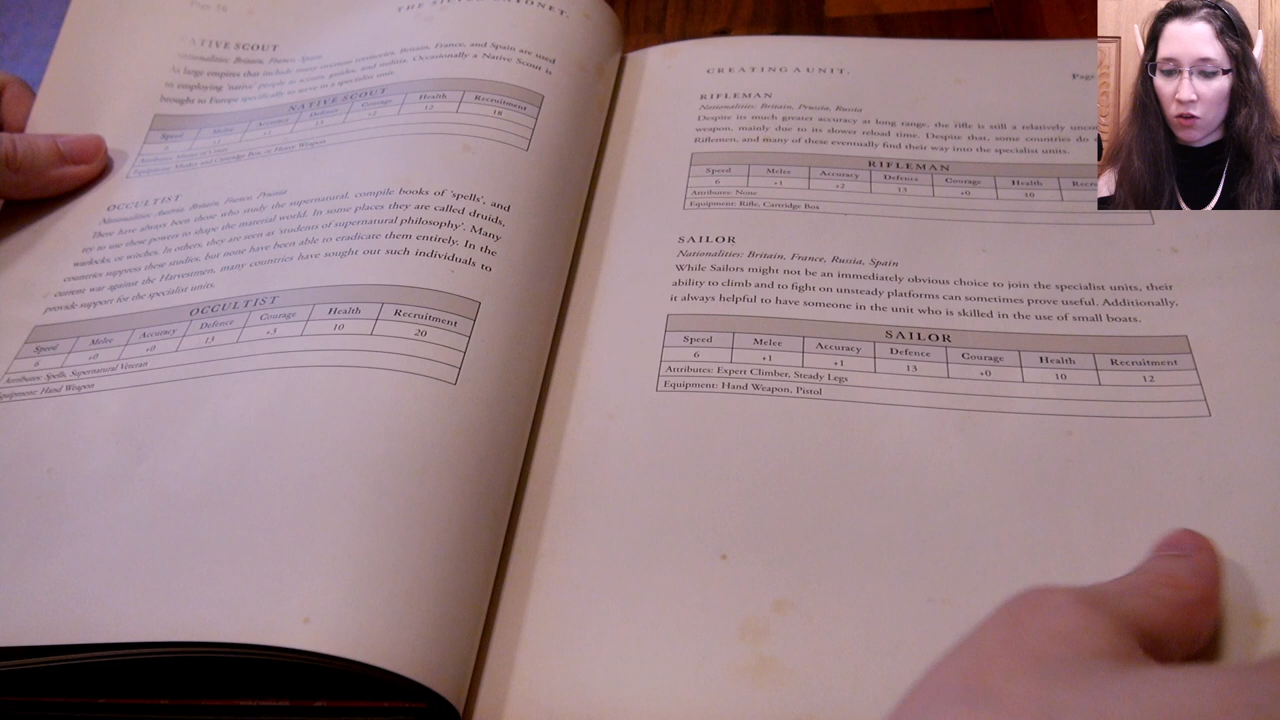 THE SILVER BAYONET.
NATIVE SCOUT
Nationalities: Britain, France, Spain
As large empires that include many overseas territories, Britain, France, and Spain are used
to employing 'native' people as scouts, guides, and militia. Occasionally a Native Scout is
brought to Europe specifically to serve in a specialist unit.
NATIVE SCOUT
Speed Melee Accuracy Defence Courage Health Recruitment
12 18
Equipment: Musket and Cartridge Box, or Heavy Weapon
OCCULTIST
Nationalities: Austria, Britain, France, Prussia
There have always been those who study the supernatural, compile books of 'spells', and
try to use these powers to shape the material world. In some places they are called druids,
warlocks, or witches. In others, they are seen as 'students of supernatural philosophy'. Many
countries suppress these studies, but none have been able to eradicate them entirely. In the
current war against the Harvestmen, many countries have sought out such individuals to
provide support for the specialist units.
OCCULTIST
Speed Melee Accuracy Defence Courage Health Recruitment
6 +0 +0 13 +3 10 20
Attributes: Spells, Supernatural Veteran
Equipment: Hand Weapon
CREATING A UNIT.
Page
RIFLEMAN
Nationalities: Britain, Prussia, Russia
Despite its much greater accuracy at long range, the rifle is still a relatively
weapon, mainly due to its slower reload time. Despite that, some countries do
Riflemen, and many of these eventually find their way into the specialist units.
RIFLEMAN
Speed Melee Accuracy Defence Courage Health
6 +1 +2 13 +0 10
Attributes: None
Equipment: Rifle, Cartridge Box
SAILOR
Nationalities: Britain, France, Russia, Spain
While Sailors might not be an immediately obvious choice to join the specialist units, their
ability to climb and to fight on unsteady platforms can sometimes prove useful. Additionally,
it always helpful to have someone in the unit who is skilled in the use of small boats.
SAILOR
Speed Melee Accuracy Defence Courage Health Recruitment
6 +1 +1 13 +0 10 12
Attributes: Expert Climber, Steady Legs
Equipment: Hand Weapon, Pistol